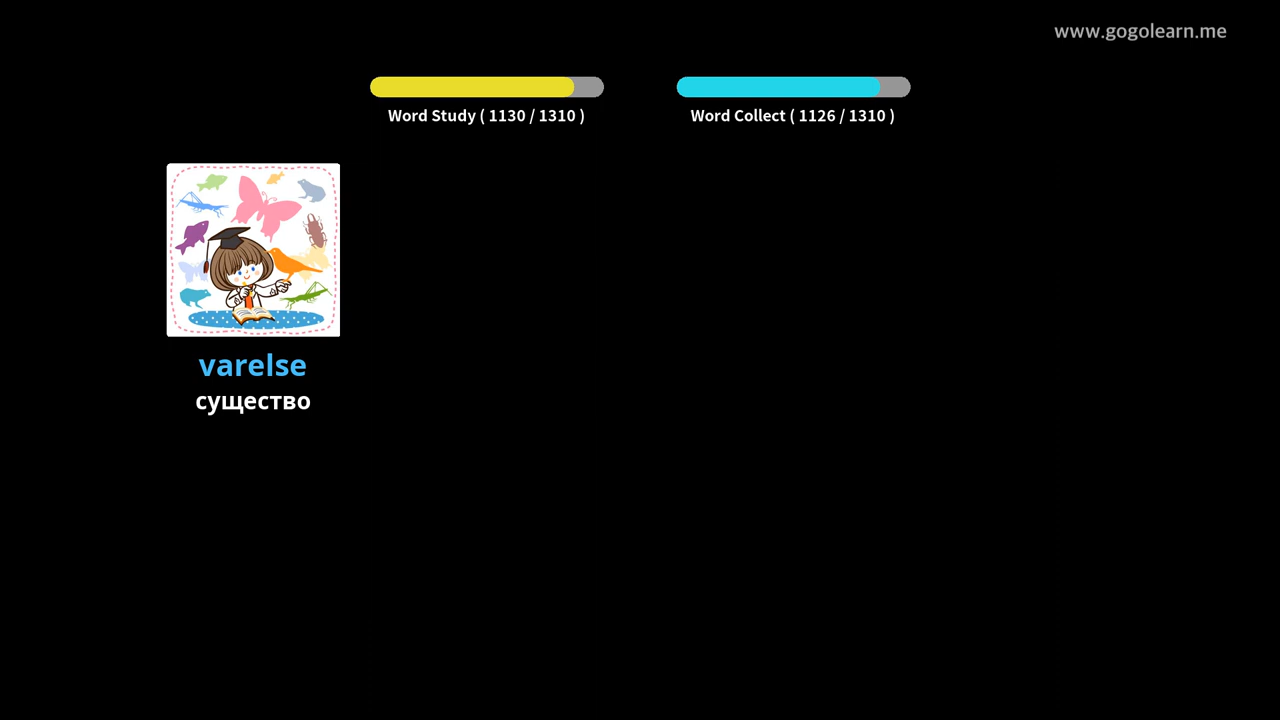 www.gogolearn.me
Word Study ( 1130 / 1310 )
Word Collect ( 1126 / 1310 )
varelse
существо